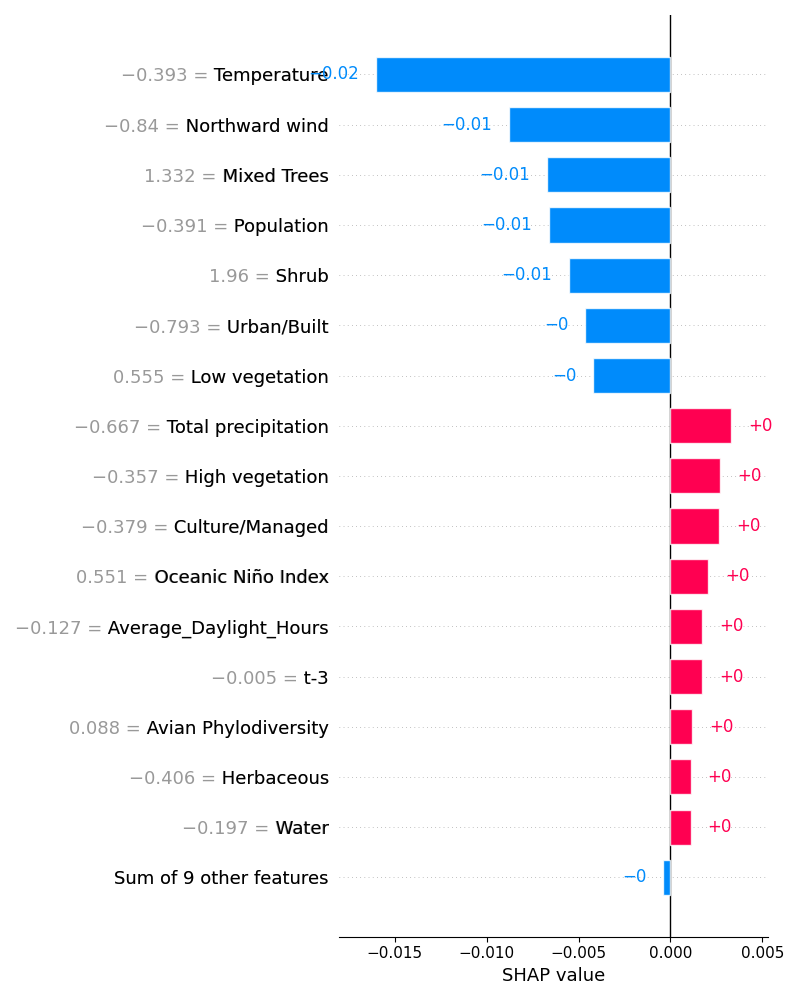 −0.393 = Temperature −0.02
−0.84 = Northward wind −0.01
1.332 = Mixed Trees −0.01
−0.391 = Population −0.01
1.96 = Shrub −0.01
−0.793 = Urban/Built −0
0.555 = Low vegetation −0
−0.667 = Total precipitation +0
−0.357 = High vegetation +0
−0.379 = Culture/Managed +0
0.551 = Oceanic Niño Index +0
−0.127 = Average_Daylight_Hours +0
−0.005 = t-3 +0
0.088 = Avian Phylodiversity +0
−0.406 = Herbaceous +0
−0.197 = Water +0
Sum of 9 other features −0
−0.015 −0.010 −0.005 0.000 0.005
SHAP value